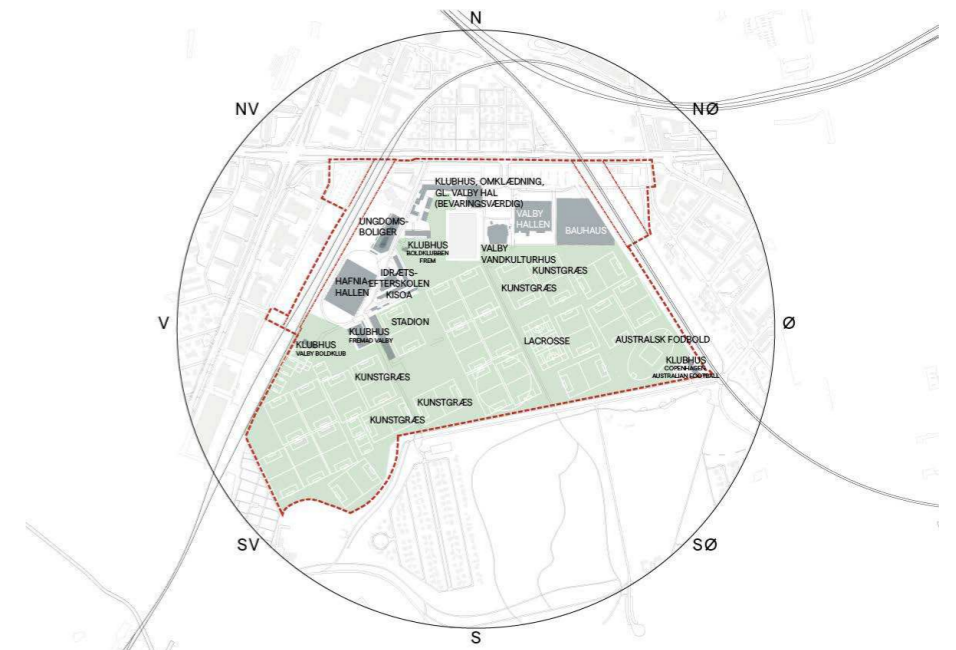 N
NV
NØ
KLUBHUS, OMKLÆDNING,
GL. VALBY HAL
(BEVARINGSVÆRDIG)
UNGDOMS-
BOLIGER
VALBY
HALLEN
BAUHAUS
KLUBHUS
BOLDKLUBBEN
FREM
VALBY
VANDKULTURHUS
KUNSTGRÆS
IDRÆTS-
EFTERSKOLEN
KISOA
HAFNIA-
HALLEN
KUNSTGRÆS
V
Ø
STADION
KLUBHUS
FREMAD VALBY
KLUBHUS
VALBY BOLDKLUB
LACROSSE
AUSTRALSK FODBOLD
KLUBHUS
COPENHAGEN
AUSTRALIAN FOOTBALL
KUNSTGRÆS
KUNSTGRÆS
KUNSTGRÆS
SV
SØ
S